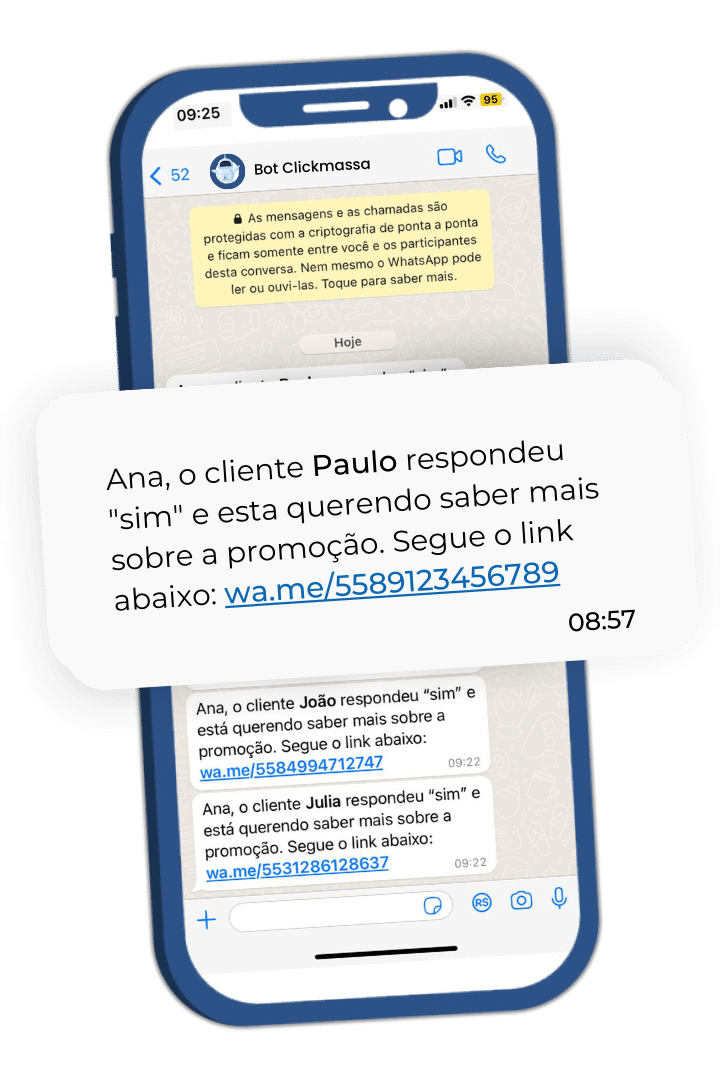 09:25
95
52
Bot Clickmassa
As mensagens e as chamadas são
protegidas com a criptografia de ponta a ponta
e ficam somente entre você e os participantes
desta conversa. Nem mesmo o WhatsApp pode
ler ou ouvi-las. Toque para saber mais.
Hoje
Ana, o cliente Paulo respondeu
"sim" e esta querendo saber mais
sobre a promoção. Segue o link
abaixo: wa.me/5589123456789
08:57
Ana, o cliente João respondeu “sim” e
está querendo saber mais sobre a
promoção. Segue o link abaixo:
wa.me/5584994712747
09:22
Ana, o cliente Julia respondeu “sim” e
está querendo saber mais sobre a
promoção. Segue o link abaixo:
wa.me/5531286128637
09:22
R$